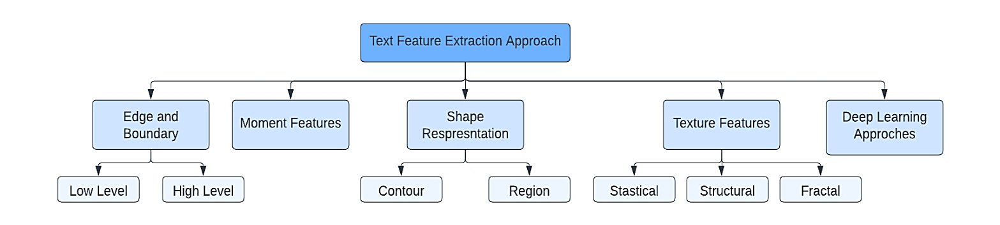 Text Feature Extraction Approach
Edge and
Boundary
Moment Features
Shape
Respresntation
Texture Features
Deep Learning
Approches
Low Level
High Level
Contour
Region
Stastical
Structural
Fractal